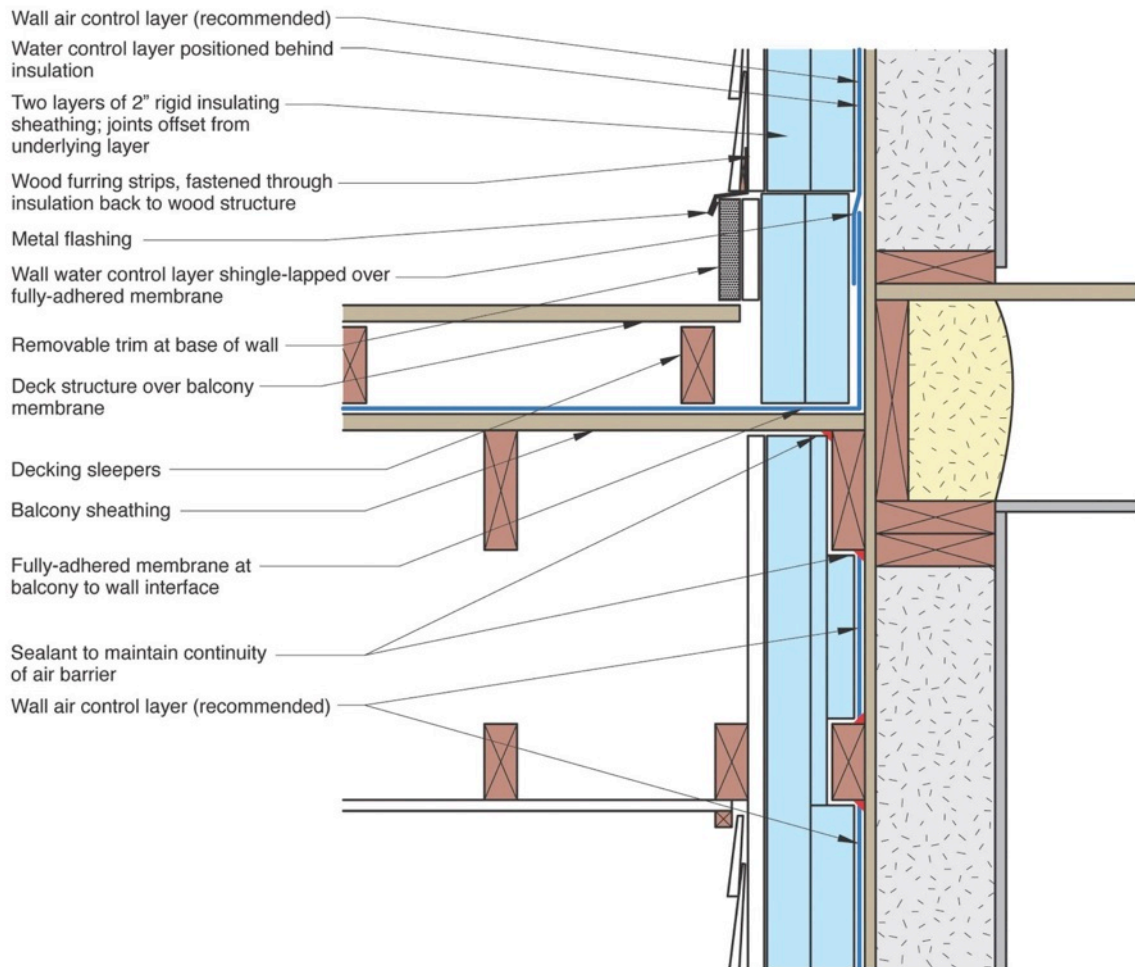 Wall air control layer (recommended)
Water control layer positioned behind
insulation
Two layers of 2” rigid insulating
sheathing; joints offset from
underlying layer
Wood furring strips, fastened through
insulation back to wood structure
Metal flashing
Wall water control layer shingle-lapped over
fully-adhered membrane
Removable trim at base of wall
Deck structure over balcony
membrane
Decking sleepers
Balcony sheathing
Fully-adhered membrane at
balcony to wall interface
Sealant to maintain continuity
of air barrier
Wall air control layer (recommended)